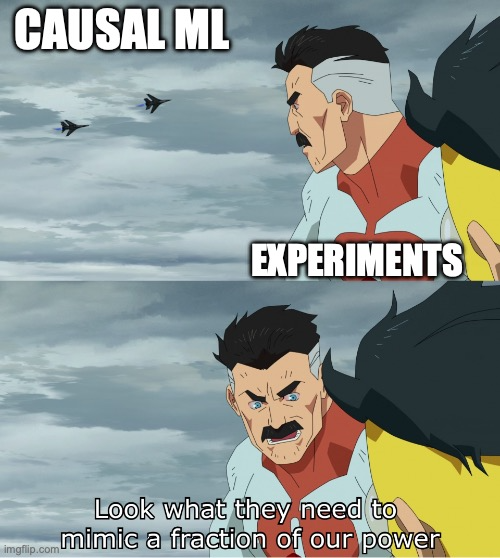 CAUSAL ML
EXPERIMENTS
Look what they need to
mimic a fraction of our power
imgflip.com